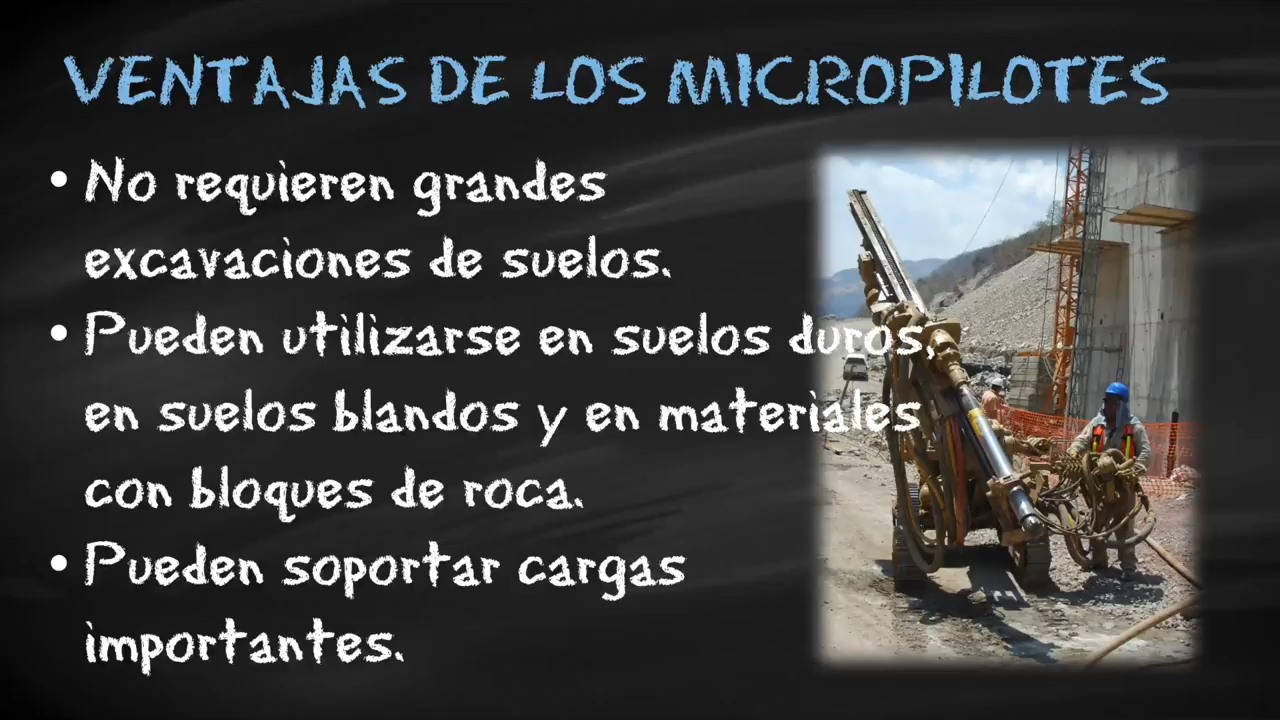 VENTAJAS DE LOS MICROPILOTES
• No requieren grandes
excavaciones de suelos.
• Pueden utilizarse en suelos duros,
en suelos blandos y en materiales
con bloques de roca.
• Pueden soportar cargas
importantes.